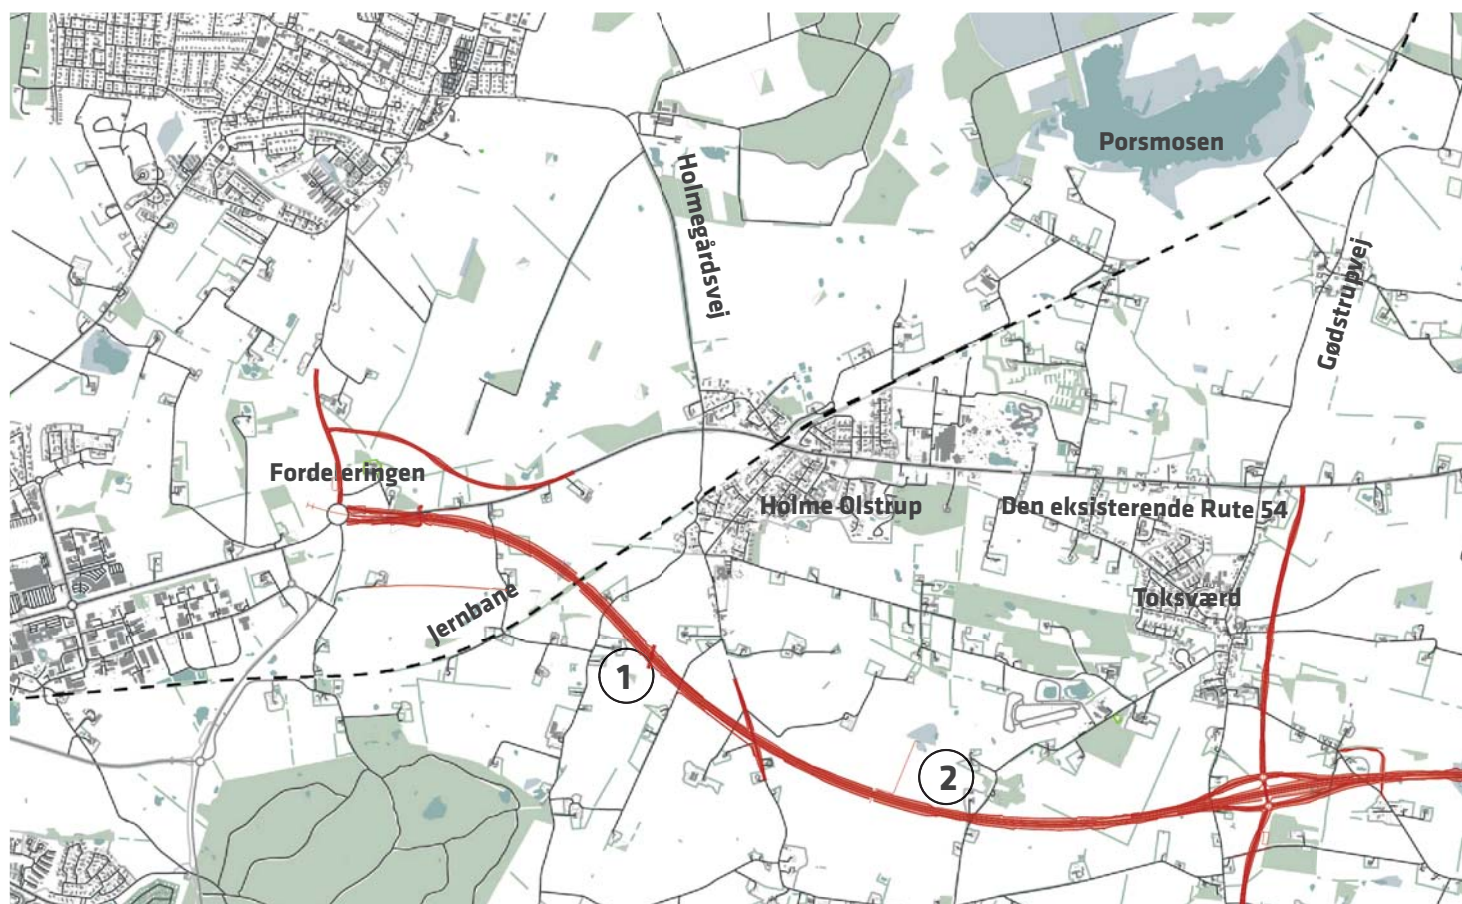 Porsmosen
Holmegårdsvej
Gødstrupvej
Fordeleringen
Holme Olstrup
Den eksisterende Rute 54
Jernbane
Toksværd
1
2